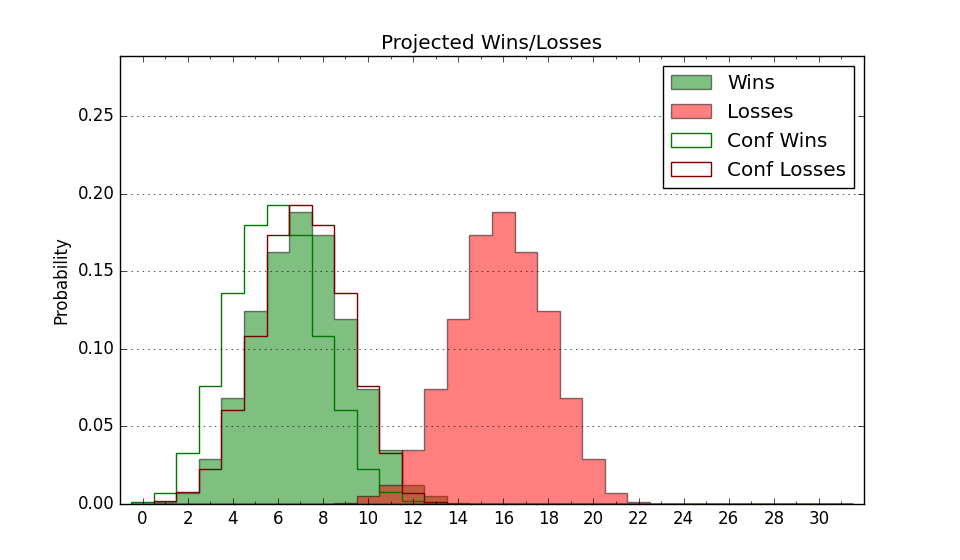 Projected Wins/Losses
Wins
Losses
Conf Wins
Conf Losses
Probability
0.25
0.20
0.15
0.10
0.05
0.00
0 2 4 6 8 10 12 14 16 18 20 22 24 26 28 30